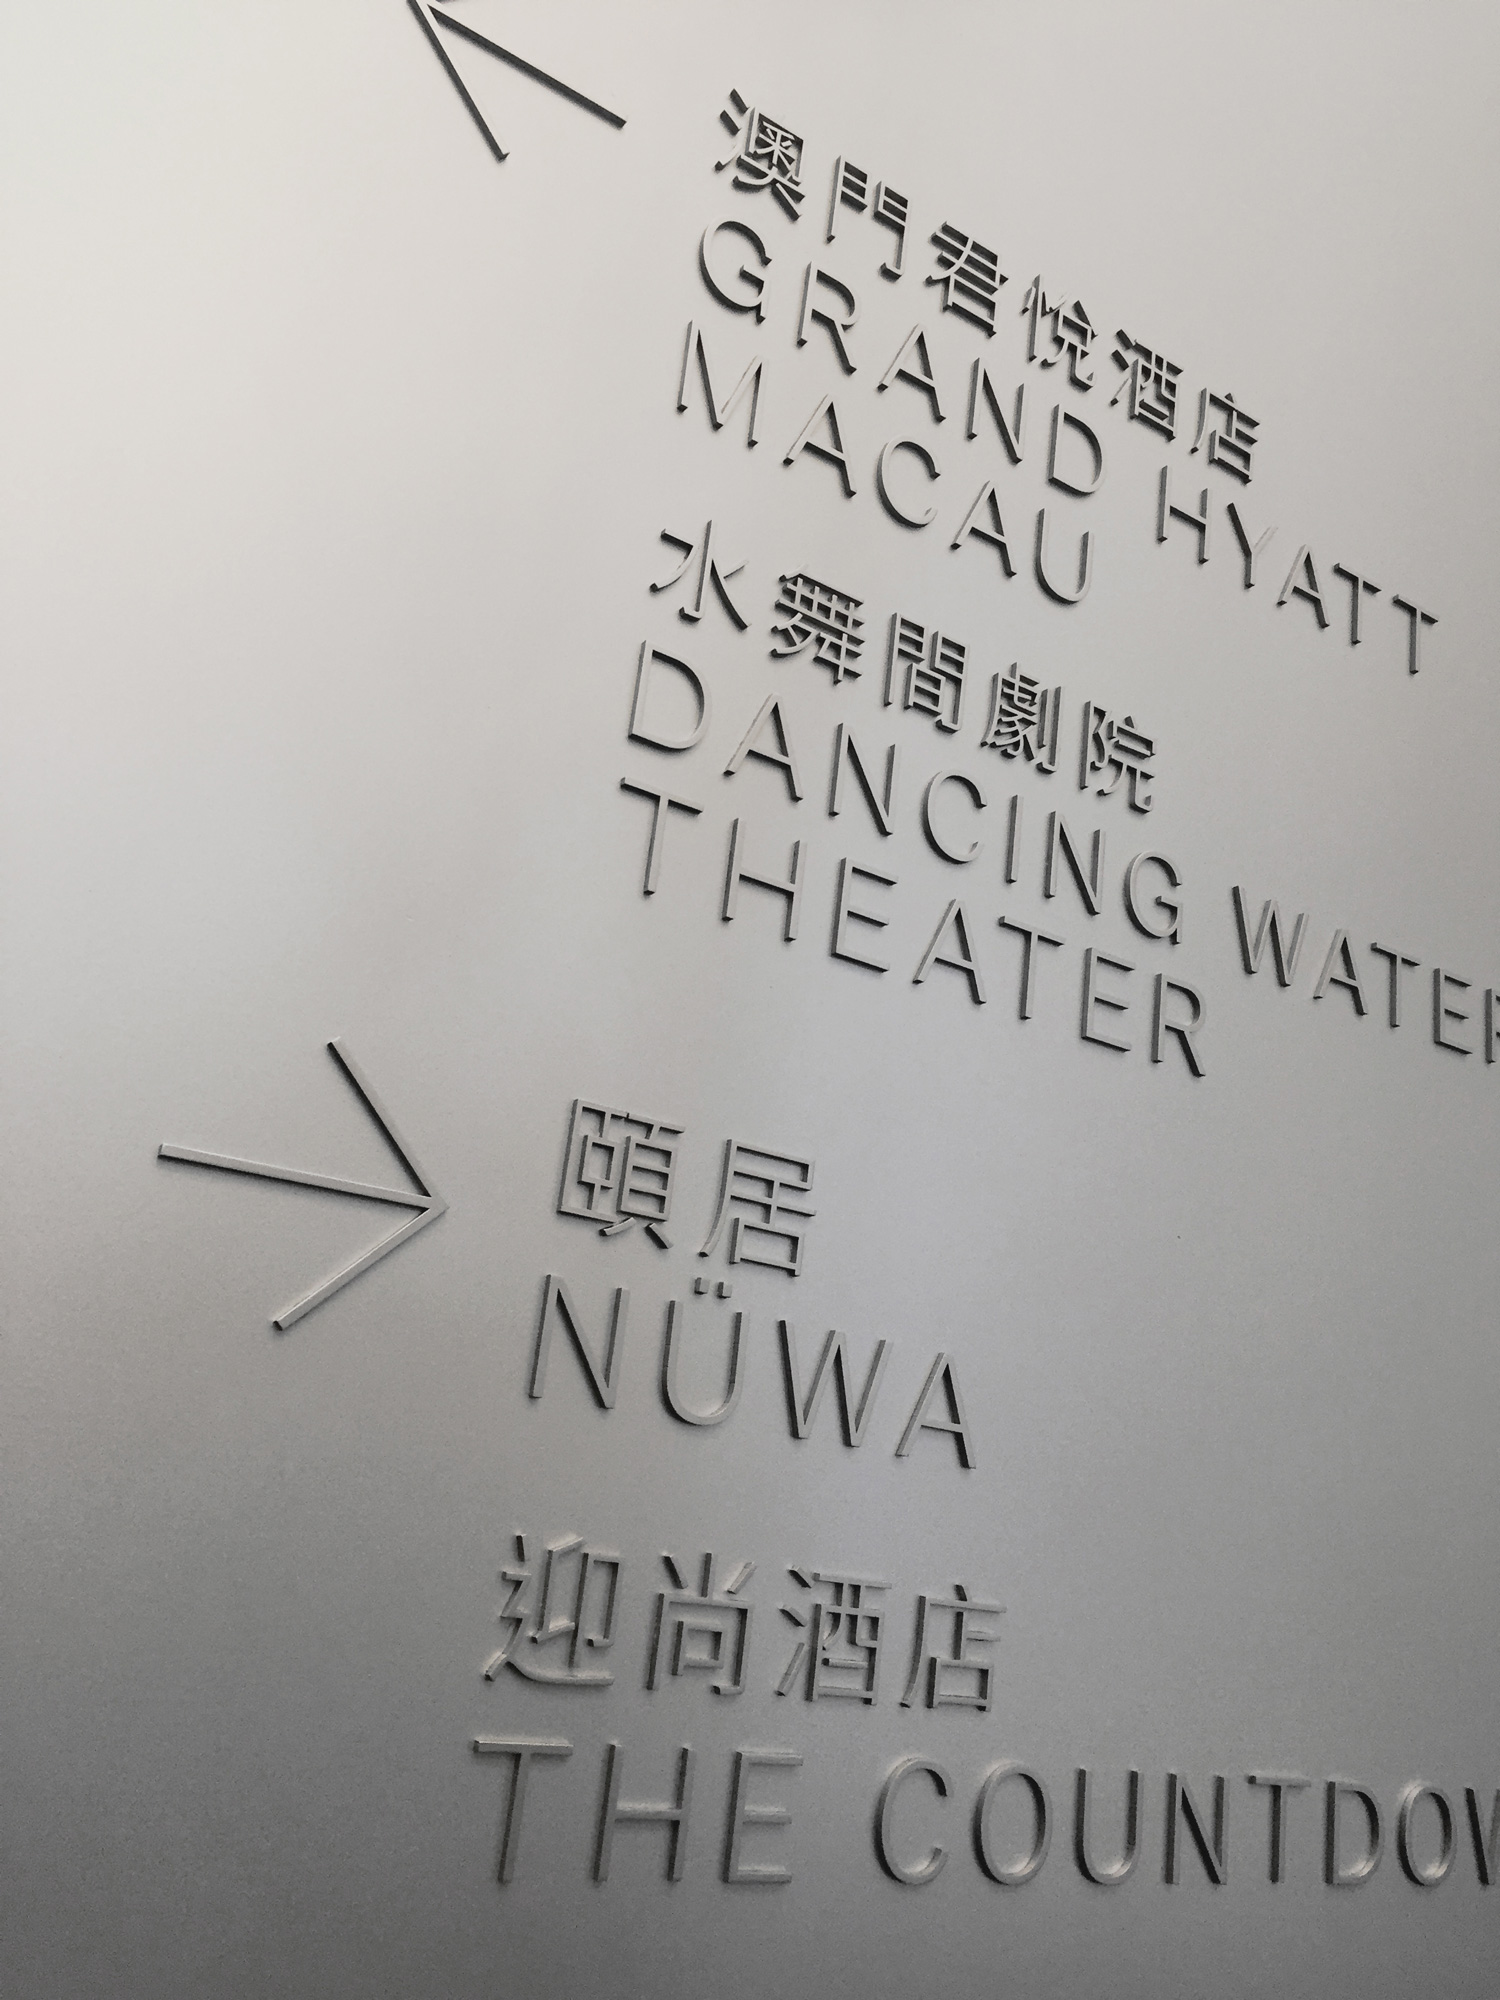 澳門君悅酒店
GRAND HYATT
MACAU
水舞間劇院
DANCING WATER
THEATER
頤居
NÜWA
迎尚酒店
THE COUNTDOW